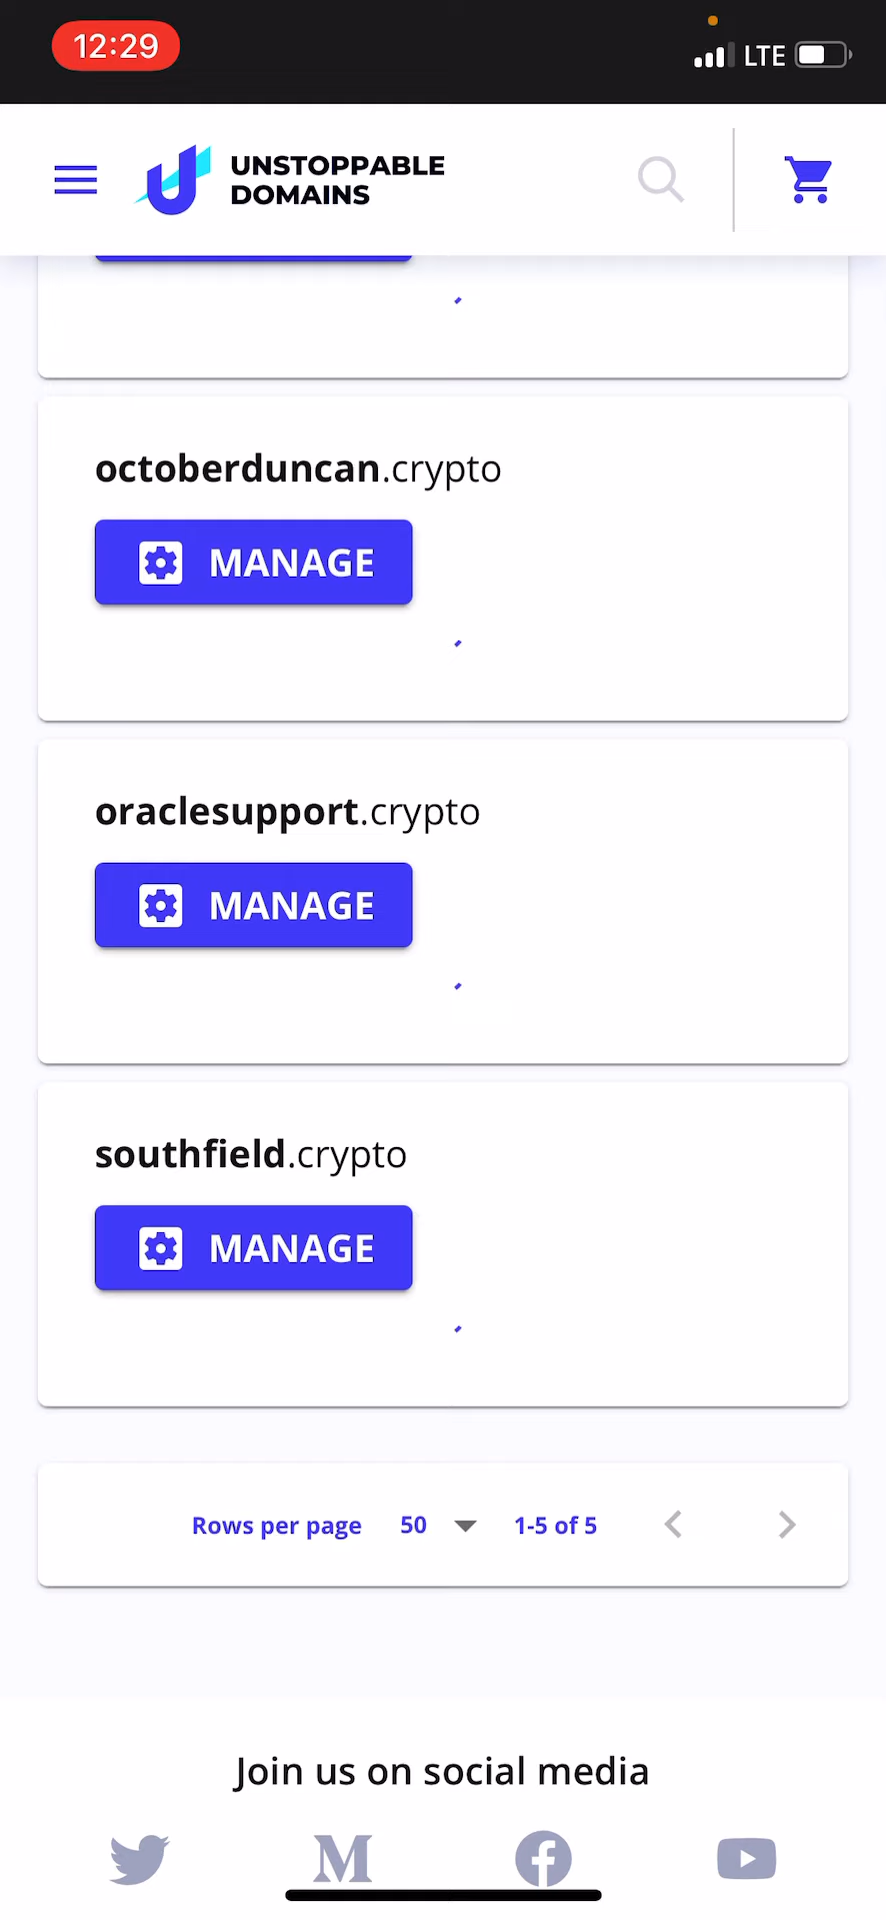 12:29
LTE
UNSTOPPABLE
DOMAINS
octoberduncan.crypto
MANAGE
oraclesupport.crypto
MANAGE
southfield.crypto
MANAGE
Rows per page 50 1-5 of 5
Join us on social media